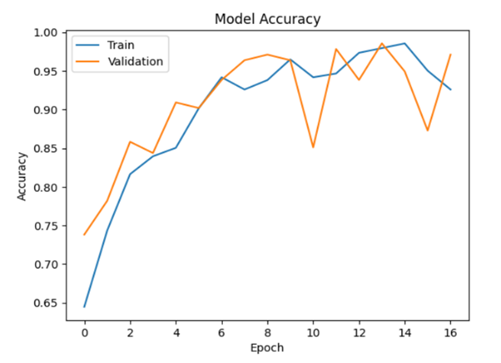 Model Accuracy
Train
Validation
1.00
0.95
0.90
0.85
0.80
0.75
0.70
0.65
Accuracy
0 2 4 6 8 10 12 14 16
Epoch